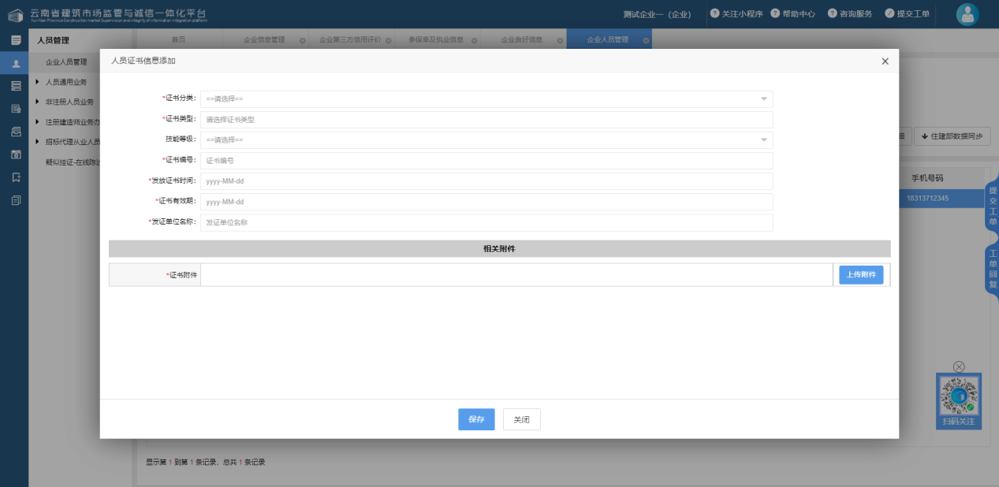 云南省建筑市场监管与诚信一体化平台
Yun Nan Province Construction market Supervision and integrity of information integration platform
测试企业一（企业）
关注小程序
帮助中心
咨询服务
提交工单
人员管理
首页
企业信息管理
企业第三方信用评价
参保率及执业信息
企业良好信息
企业人员管理
企业人员管理
人员通用业务
非注册人员业务
注册建造师业务办
招标代理从业人员
疑似挂证-在线陈述
人员证书信息添加
*证书分类： ==请选择==
*证书类型： 请选择证书类型
技能等级： ==请选择==
*证书编号： 证书编号
*发放证书时间： yyyy-MM-dd
*证书有效期： yyyy-MM-dd
*发证单位名称： 发证单位名称
相关附件
*证书附件
上传附件
保存
关闭
住建部数据同步
手机号码
18313712345
提交工单
工单回复
扫码关注
显示第 1 到第 1 条记录，总共 1 条记录